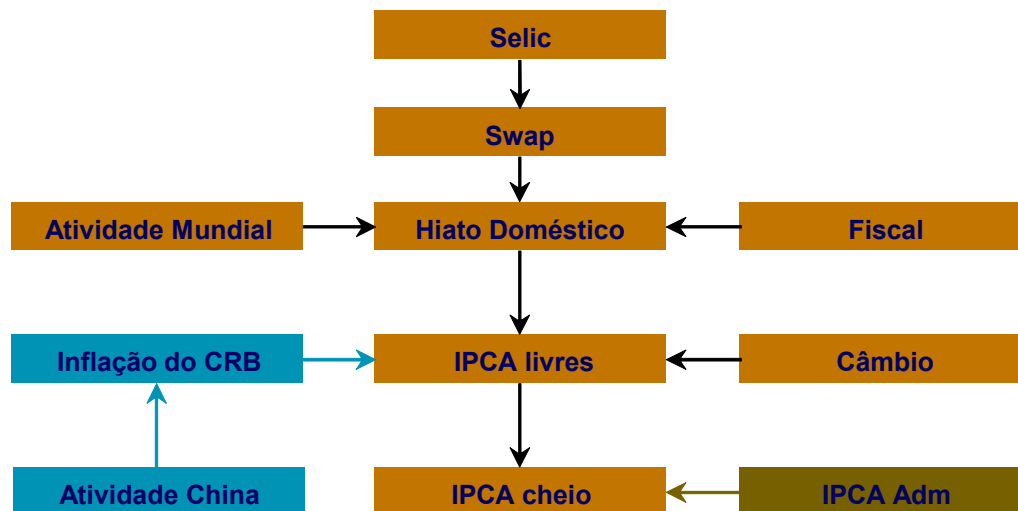 Selic
Swap
Atividade Mundial
Hiato Doméstico
Fiscal
Inflação do CRB
IPCA livres
Câmbio
Atividade China
IPCA cheio
IPCA Adm